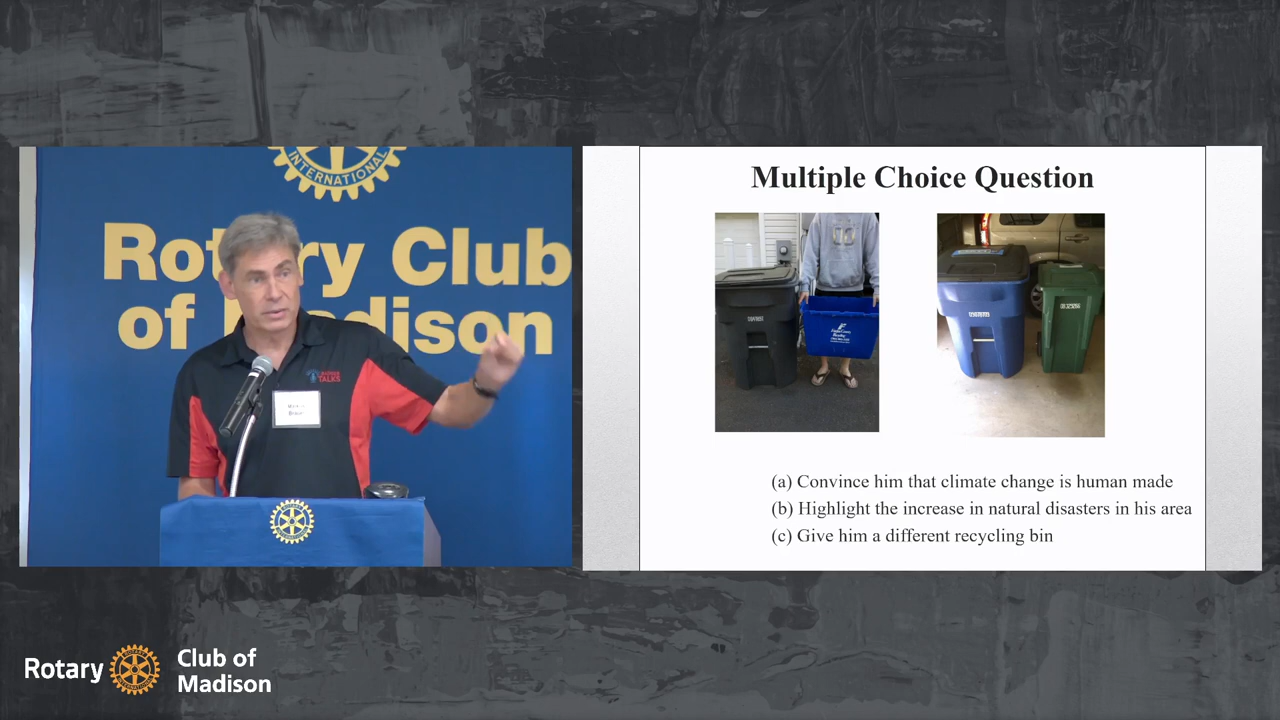 INTERNATIONAL
Rotary Club
of Madison
TALKS
Multiple Choice Question
(a) Convince him that climate change is human made
(b) Highlight the increase in natural disasters in his area
(c) Give him a different recycling bin
Rotary
Club of
Madison